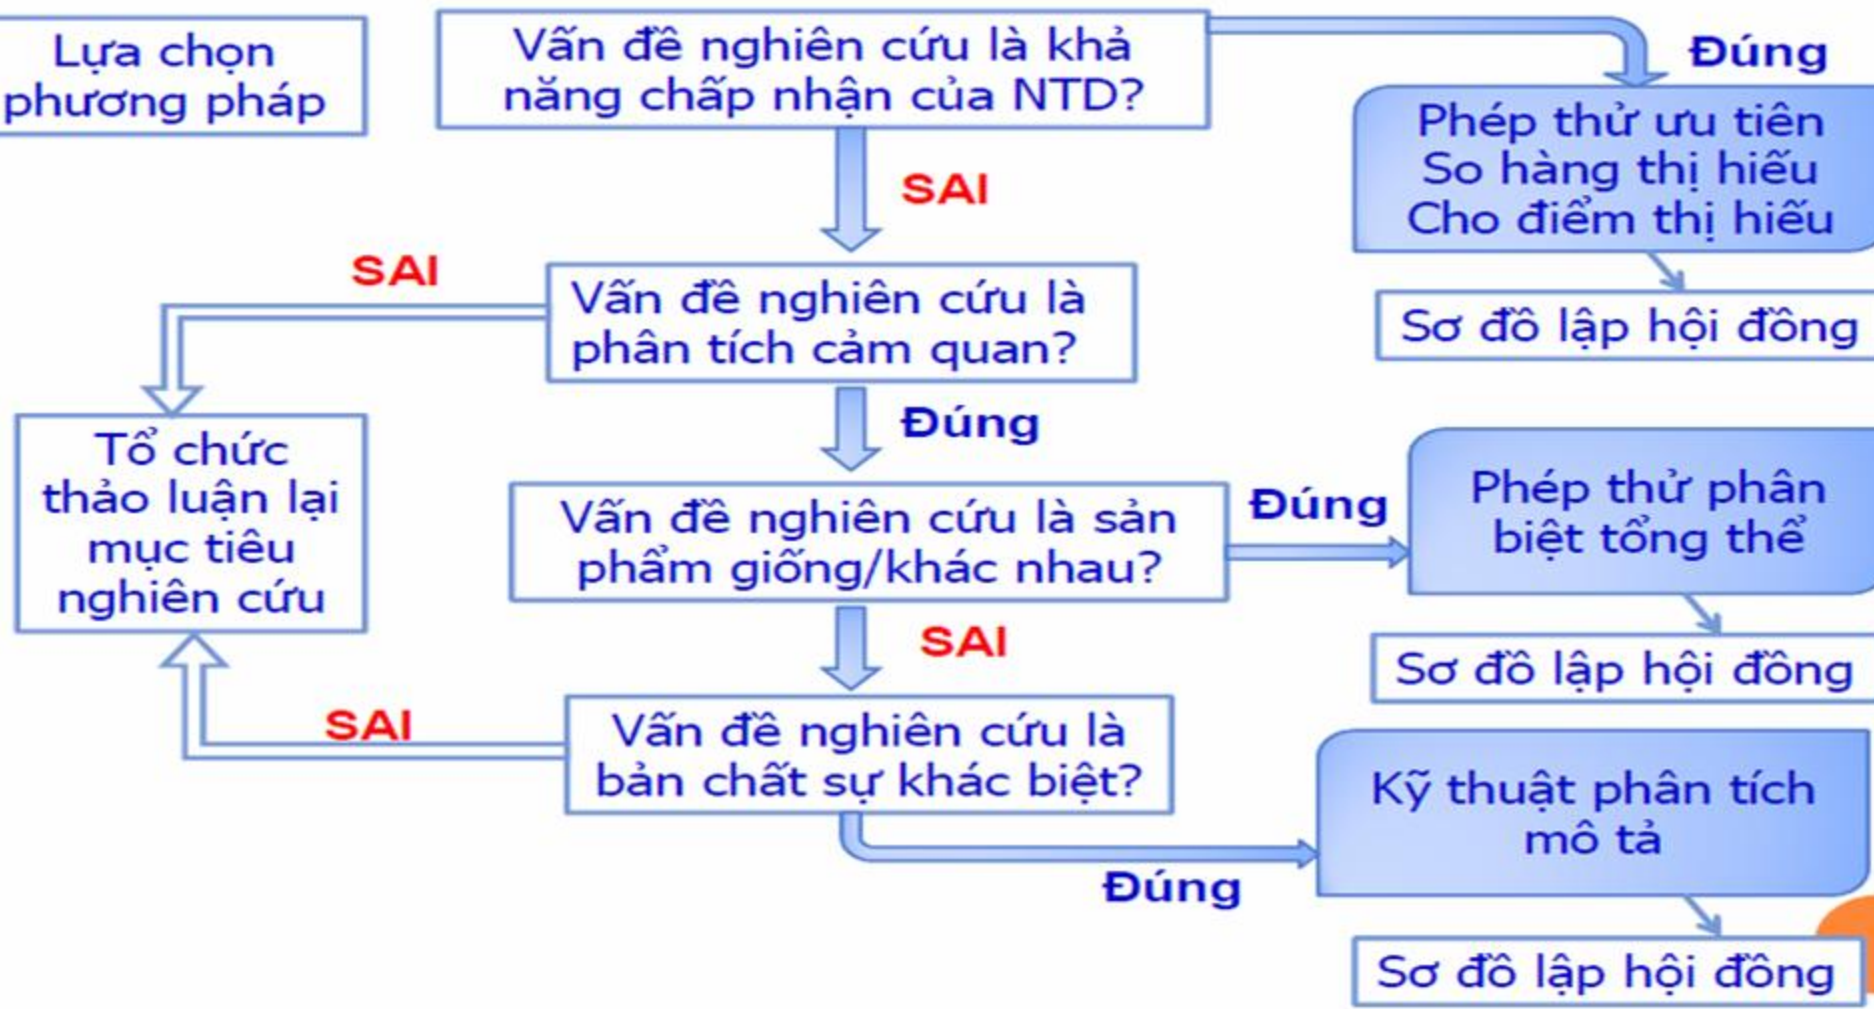 Lựa chọn
phương pháp
Vấn đề nghiên cứu là khả
năng chấp nhận của NTD?
Đúng
Phép thử ưu tiên
So hàng thị hiếu
Cho điểm thị hiếu
SAI
Sơ đồ lập hội đồng
SAI
Vấn đề nghiên cứu là
phân tích cảm quan?
Đúng
Tổ chức
thảo luận lại
mục tiêu
nghiên cứu
Vấn đề nghiên cứu là sản
phẩm giống/khác nhau?
Đúng
Phép thử phân
biệt tổng thể
SAI
Sơ đồ lập hội đồng
SAI
Vấn đề nghiên cứu là
bản chất sự khác biệt?
Đúng
Kỹ thuật phân tích
mô tả
Sơ đồ lập hội đồng